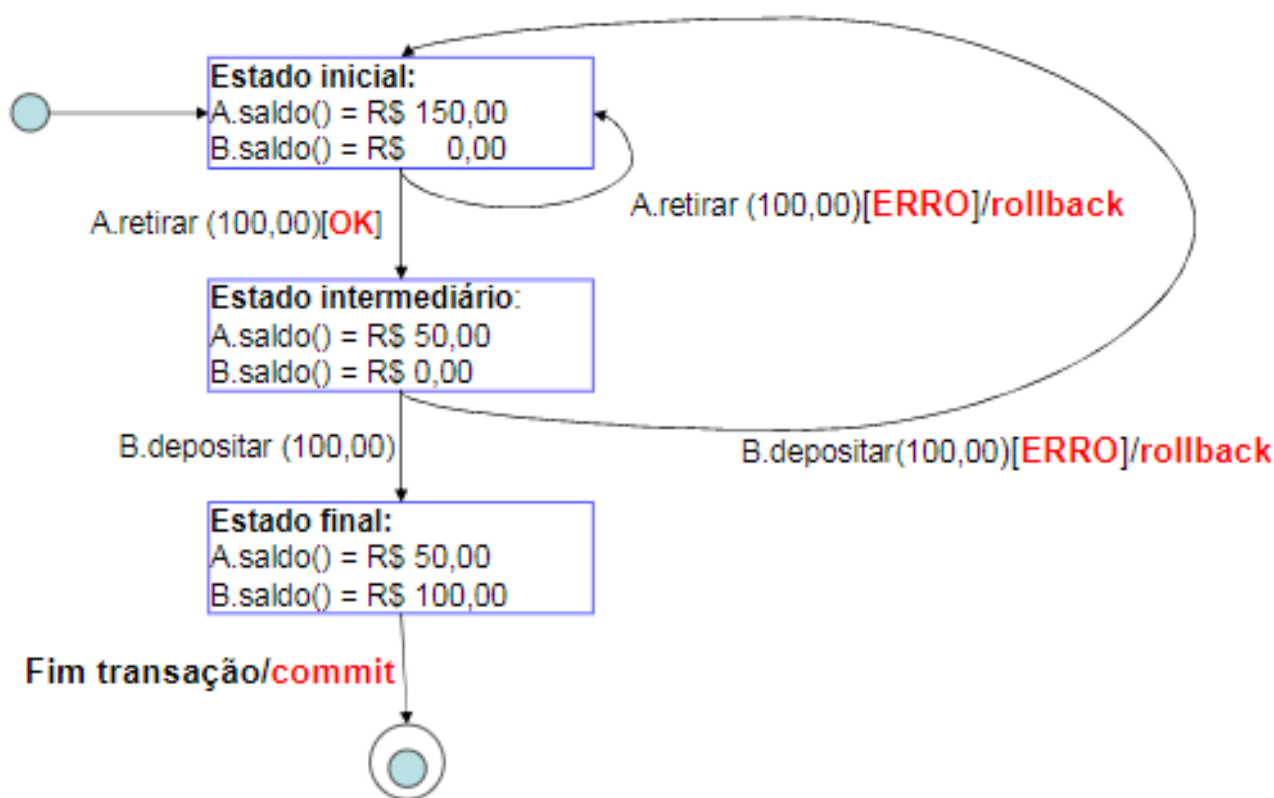 Estado inicial:
A.saldo() = R$ 150,00
B.saldo() = R$ 0,00
A.retirar (100,00)[OK]
A.retirar (100,00)[ERRO]/rollback
Estado intermediário:
A.saldo() = R$ 50,00
B.saldo() = R$ 0,00
B.depositar (100,00)
B.depositar(100,00)[ERRO]/rollback
Estado final:
A.saldo() = R$ 50,00
B.saldo() = R$ 100,00
Fim transação/commit